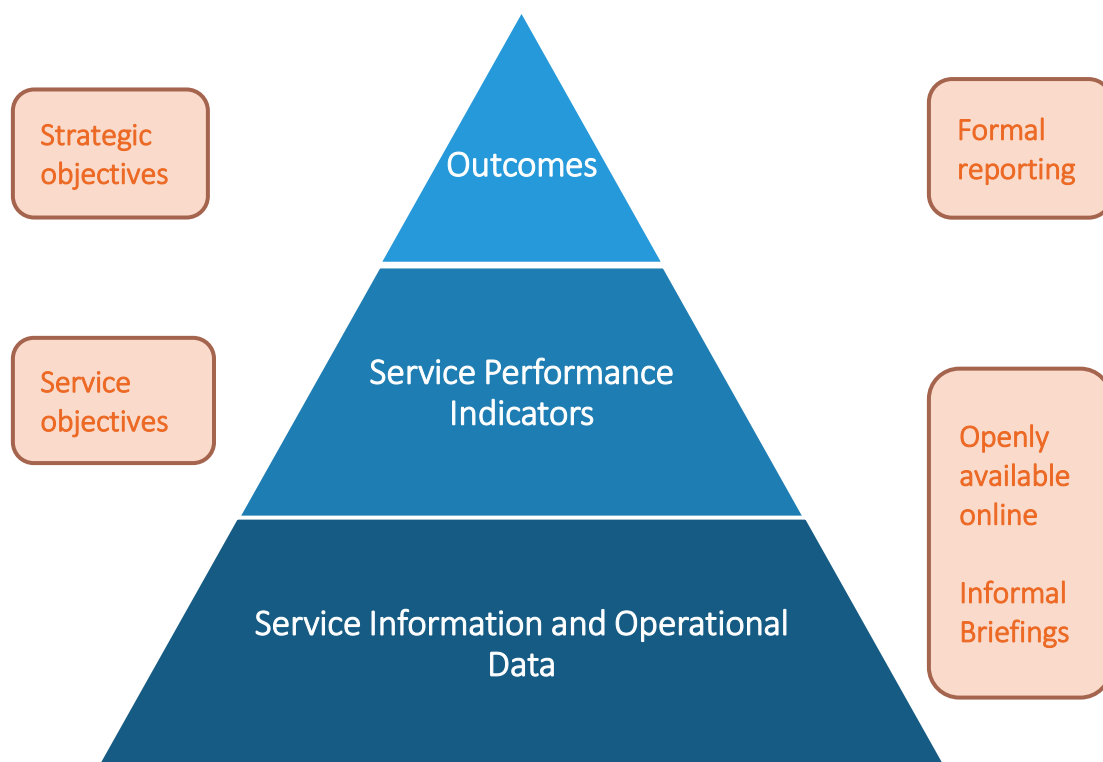 Strategic
objectives
Outcomes
Formal
reporting
Service
objectives
Service Performance
Indicators
Openly
available
online
Informal
Briefings
Service Information and Operational
Data